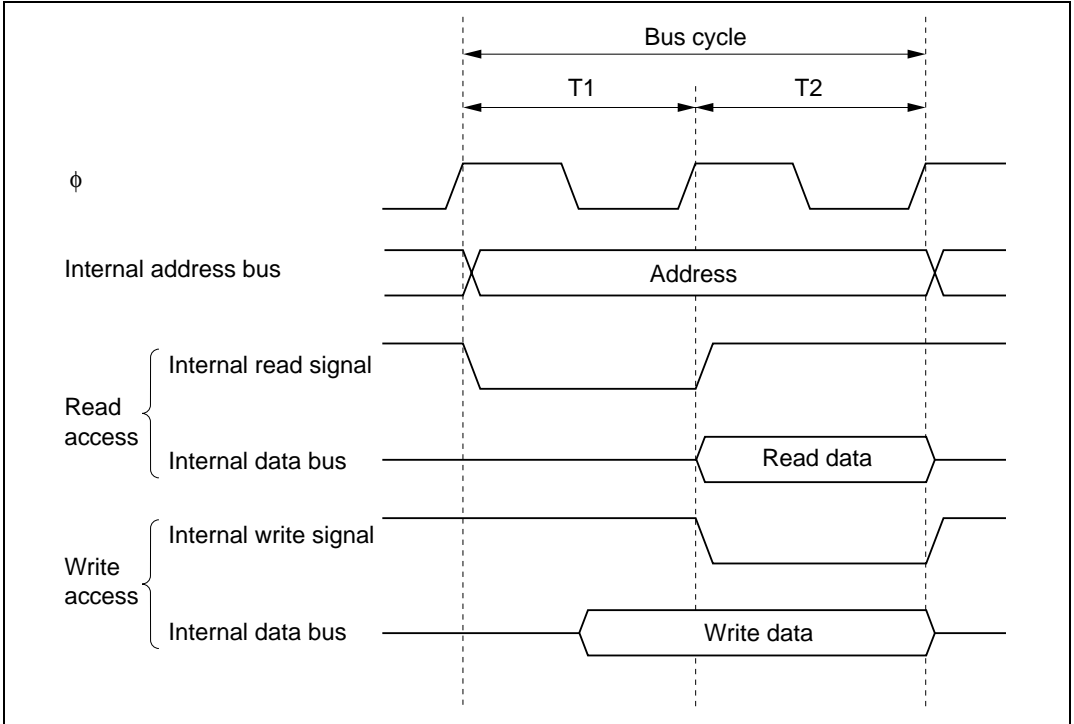 Bus cycle
T1 T2
ϕ
Internal address bus Address
Internal read signal
Read
access
Internal data bus Read data
Internal write signal
Write
access
Internal data bus Write data